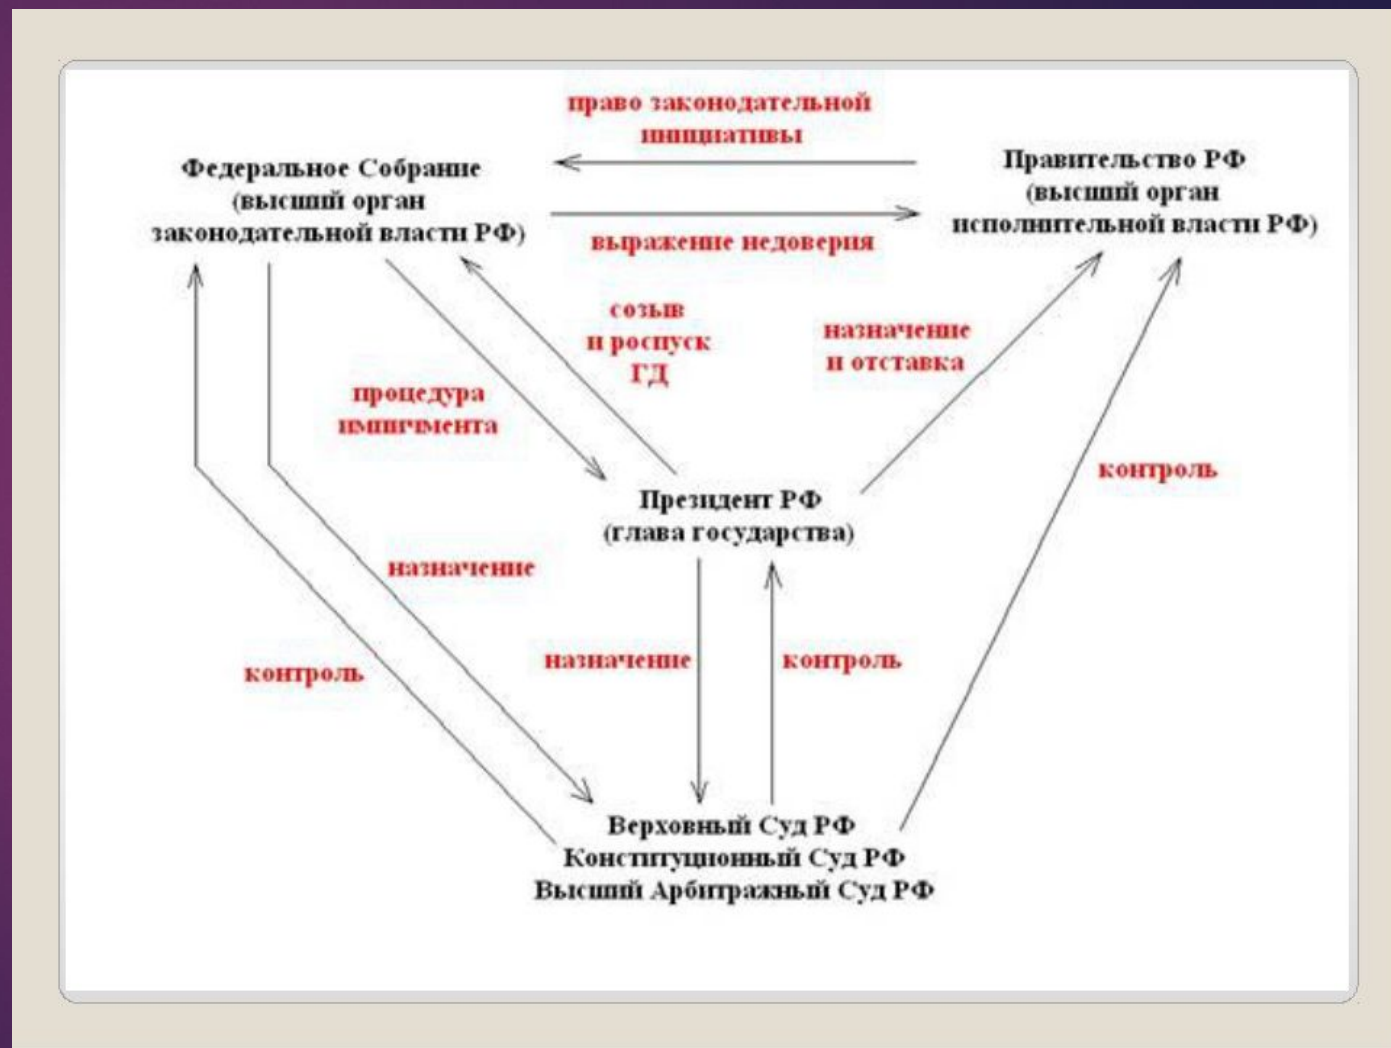 право законодательной
инициативы
Федеральное Собрание
(высший орган
законодательной власти РФ)
Правительство РФ
(высший орган
исполнительной власти РФ)
выражение недоверия
созыв
и роспуск
ГД
назначение
и отставка
процедура
импичмента
контроль
Президент РФ
(глава государства)
назначение
назначение
контроль
контроль
Верховный Суд РФ
Конституционный Суд РФ
Высший Арбитражный Суд РФ